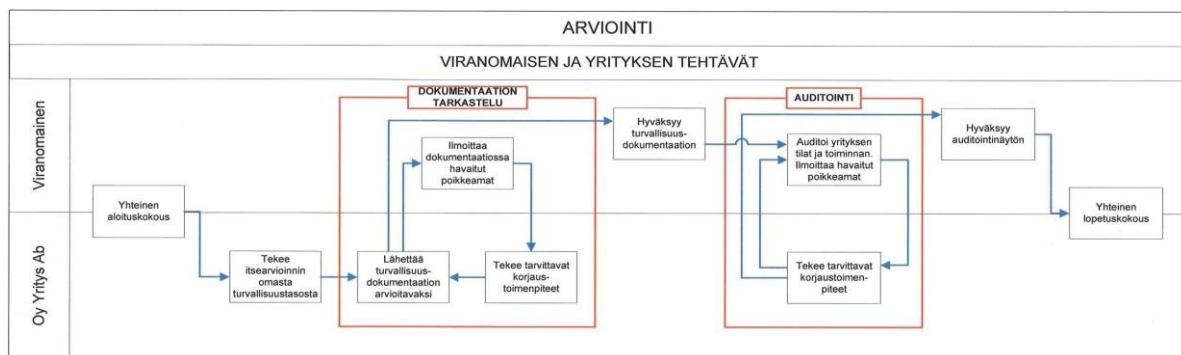 ARVIOINTI
VIRANOMAISEN JA YRITYKSEN TEHTÄVÄT
Viranomainen
Oy Yritys Ab
Yhteinen
aloituskokous
Tekee
itsearvioinnin
omasta
turvallisuustasosta
DOKUMENTAATION
TARKASTELU
Ilmoittaa
dokumentaatiossa
havaitut
poikkeamat
Lähettää
turvallisuus-
dokumentaation
arvioitavaksi
Tekee tarvittavat
korjaus-
toimenpiteet
Hyväksyy
turvallisuus-
dokumentaation
AUDITOINTI
Auditoi yrityksen
tilat ja toiminnan.
Ilmoittaa havaitut
poikkeamat
Tekee tarvittavat
korjaustoimen-
piteet
Hyväksyy
auditointinäytön
Yhteinen
lopetuskokous